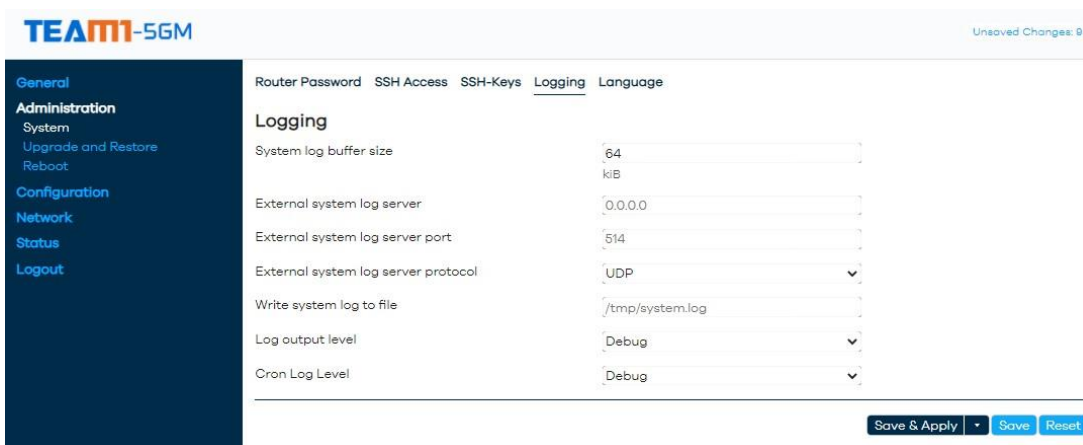 TEAM1-5GM
Unsaved Changes: 9
General
Administration
System
Upgrade and Restore
Reboot
Configuration
Network
Status
Logout
Router Password SSH Access SSH-Keys Logging Language
Logging
System log buffer size 64
kiB
External system log server 0.0.0.0
External system log server port 514
External system log server protocol UDP
Write system log to file /tmp/system.log
Log output level Debug
Cron Log Level Debug
Save & Apply Save Reset